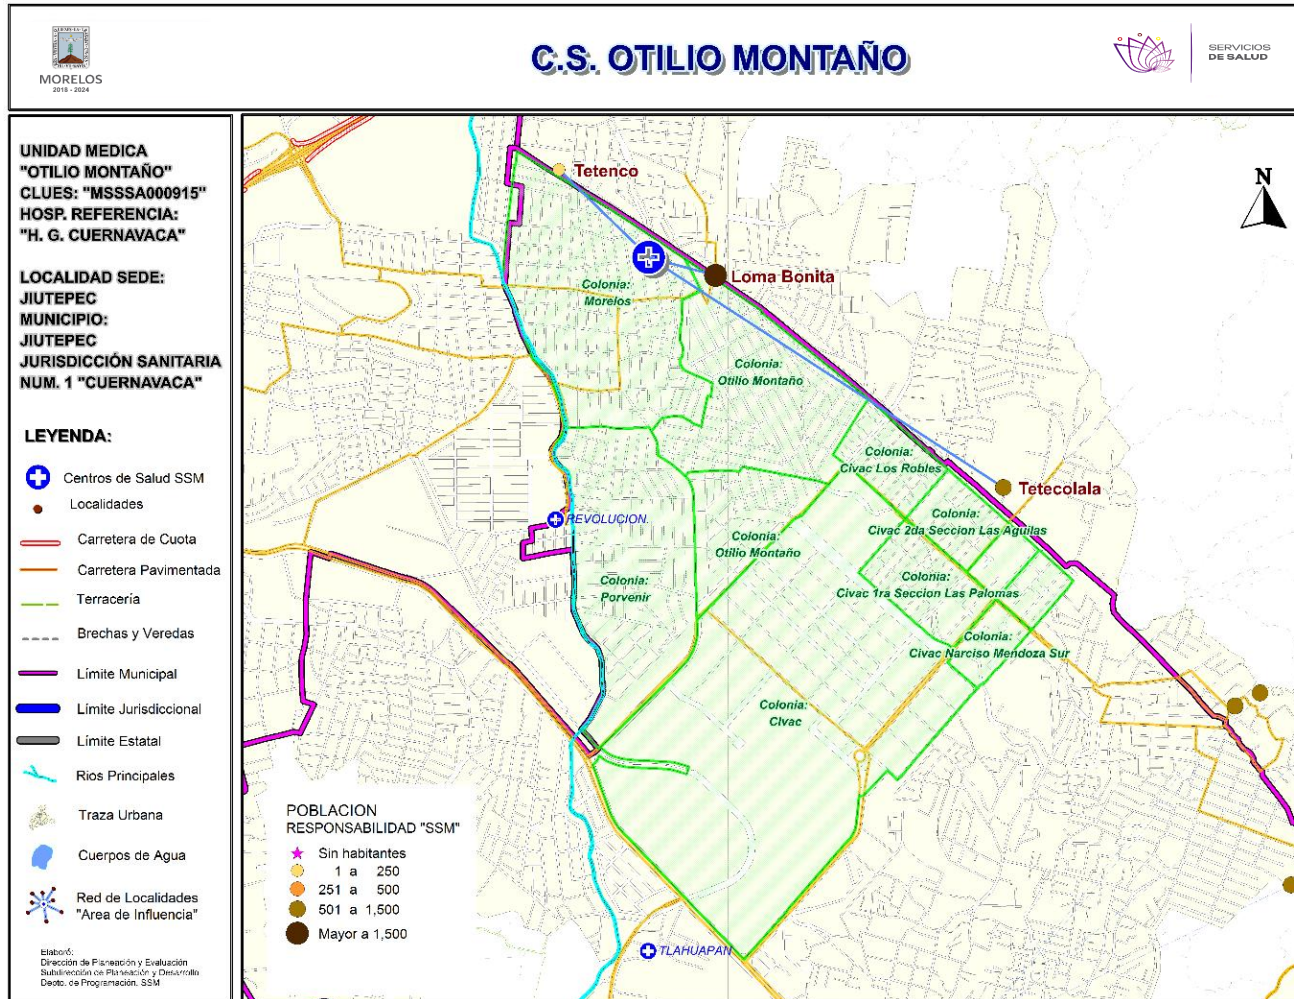 MORELOS
2018 - 2024
C.S. OTILIO MONTAÑO
SERVICIOS
DE SALUD
UNIDAD MEDICA
"OTILIO MONTAÑO"
CLUES: "MSSSA000915"
HOSP. REFERENCIA:
"H. G. CUERNAVACA"
LOCALIDAD SEDE:
JIUTEPEC
MUNICIPIO:
JIUTEPEC
JURISDICCIÓN SANITARIA
NUM. 1 "CUERNAVACA"
LEYENDA:
Centros de Salud SSM
Localidades
Carretera de Cuota
Carretera Pavimentada
Terracería
Brechas y Veredas
Límite Municipal
Límite Jurisdiccional
Límite Estatal
Rios Principales
Traza Urbana
Cuerpos de Agua
Red de Localidades
"Area de Influencia"
Elaboró:
Dirección de Planeación y Evaluación
Subdirección de Planeación y Desarrollo
Depto. de Programación, SSM
N
Tetenco
Loma Bonita
Colonia:
Morelos
Colonia:
Otilio Montaño
Colonia:
Civac Los Robles
Tetecolala
Colonia:
Civac 2da Seccion Las Aguilas
REVOLUCION.
Colonia:
Otilio Montaño
Colonia:
Porvenir
Colonia:
Civac 1ra Seccion Las Palomas
Colonia:
Civac Narciso Mendoza Sur
Colonia:
Civac
POBLACION
RESPONSABILIDAD "SSM"
Sin habitantes
1 a 250
251 a 500
501 a 1,500
Mayor a 1,500
TLAHUAPAN